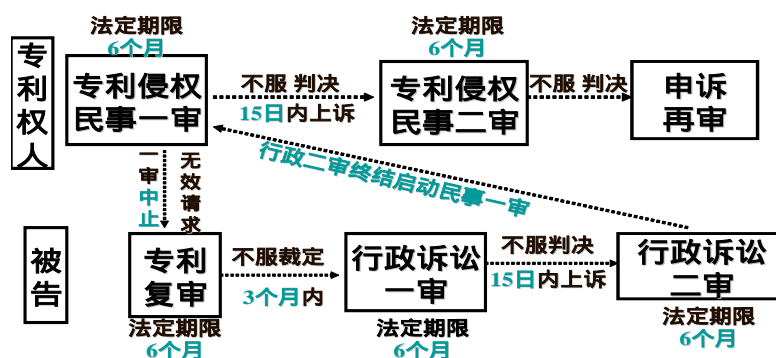 专利权人
法定期限
6个月
专利侵权
民事一审
不服 判决
15日内上诉
法定期限
6个月
专利侵权
民事二审
不服 判决
申诉
再审
一审中止
无效请求
行政二审终结启动民事一审
被告
专利
复审
法定期限
6个月
不服裁定
3个月内
行政诉讼
一审
法定期限
6个月
不服判决
15日内上诉
行政诉讼
二审
法定期限
6个月